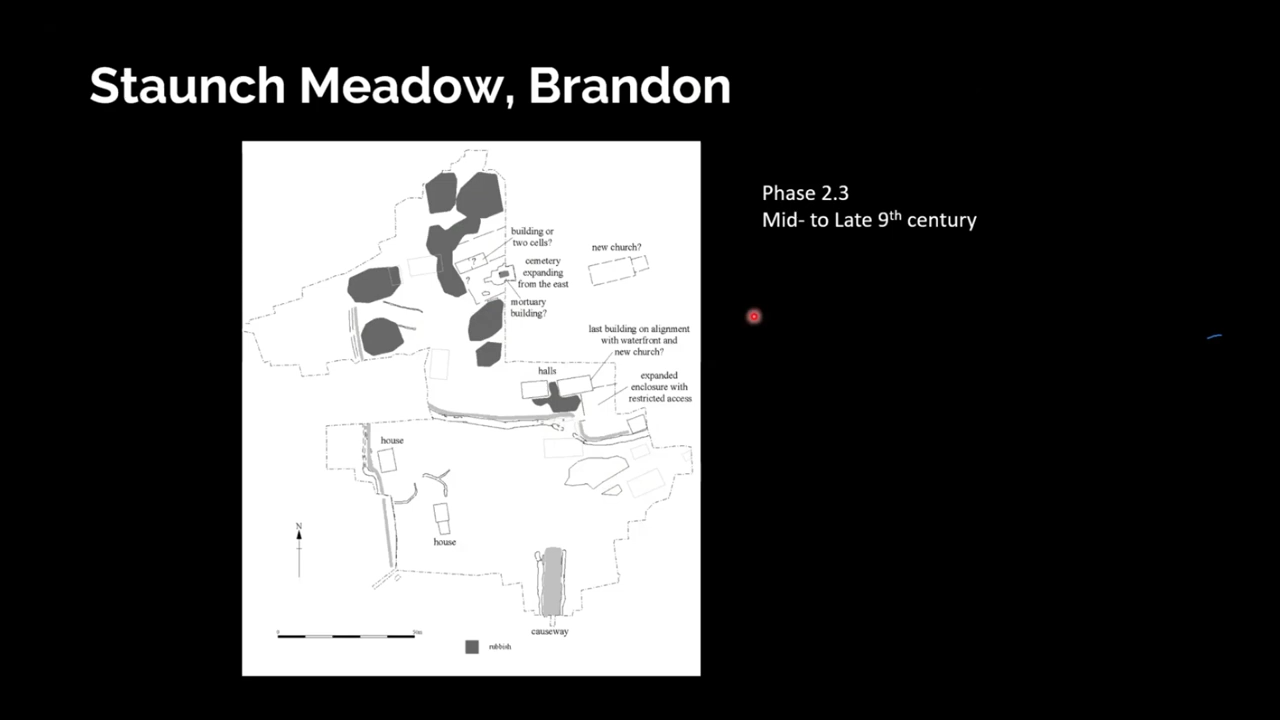 Staunch Meadow, Brandon
Phase 2.3
Mid- to Late 9th century
building or
two cells?
new church?
?
cemetery
expanding
from the east
?
mortuary
building?
last building on alignment
with waterfront and
new church?
halls
expanded
enclosure with
restricted access
house
N
house
causeway
0
50m
rubbish